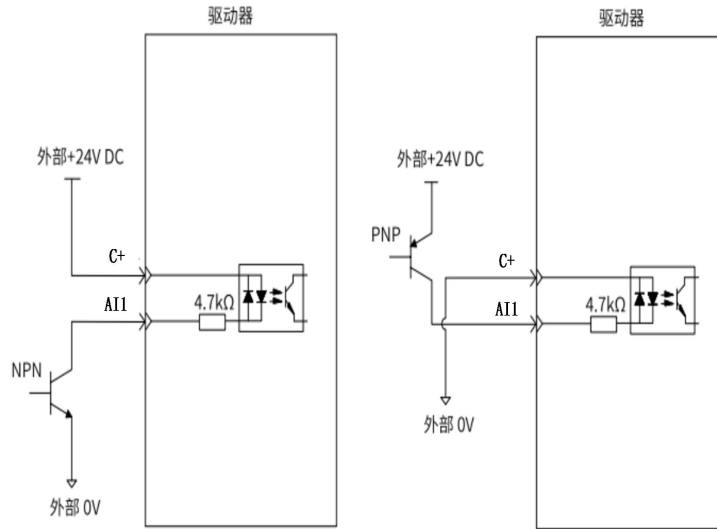 驱动器
外部+24V DC
C+
AI1
4.7kΩ
NPN
外部 0V
驱动器
外部+24V DC
PNP
C+
AI1
4.7kΩ
外部 0V